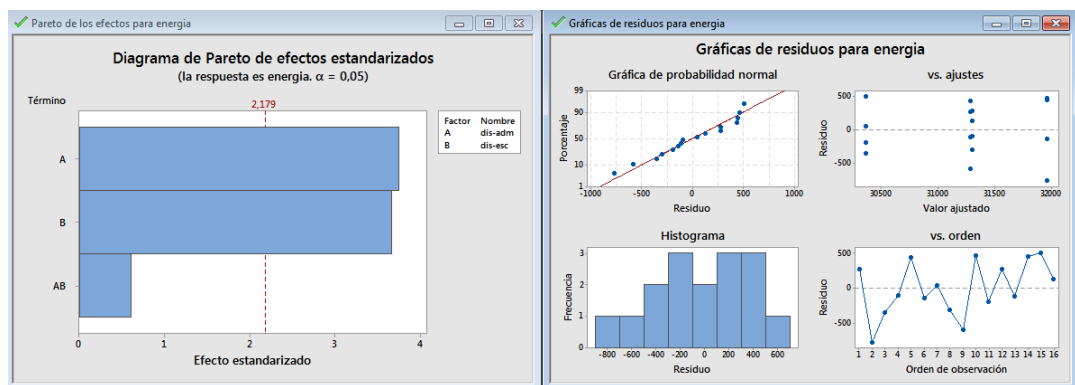 Pareto de los efectos para energia
Diagrama de Pareto de efectos estandarizados
(la respuesta es energia. α = 0,05)
Término
2,179
A
B
AB
0 1 2 3 4
Efecto estandarizado
Factor Nombre
A dis-adm
B dis-esc
Gráficas de residuos para energia
Gráficas de residuos para energia
Gráfica de probabilidad normal
99
90
50
10
1
Porcentaje
-1000 -500 0 500 1000
Residuo
vs. ajustes
500
0
-500
Residuo
30500 31000 31500 32000
Valor ajustado
Histograma
3
2
1
0
Frecuencia
-800 -600 -400 -200 0 200 400 600
Residuo
vs. orden
500
0
-500
Residuo
1 2 3 4 5 6 7 8 9 10 11 12 13 14 15 16
Orden de observación